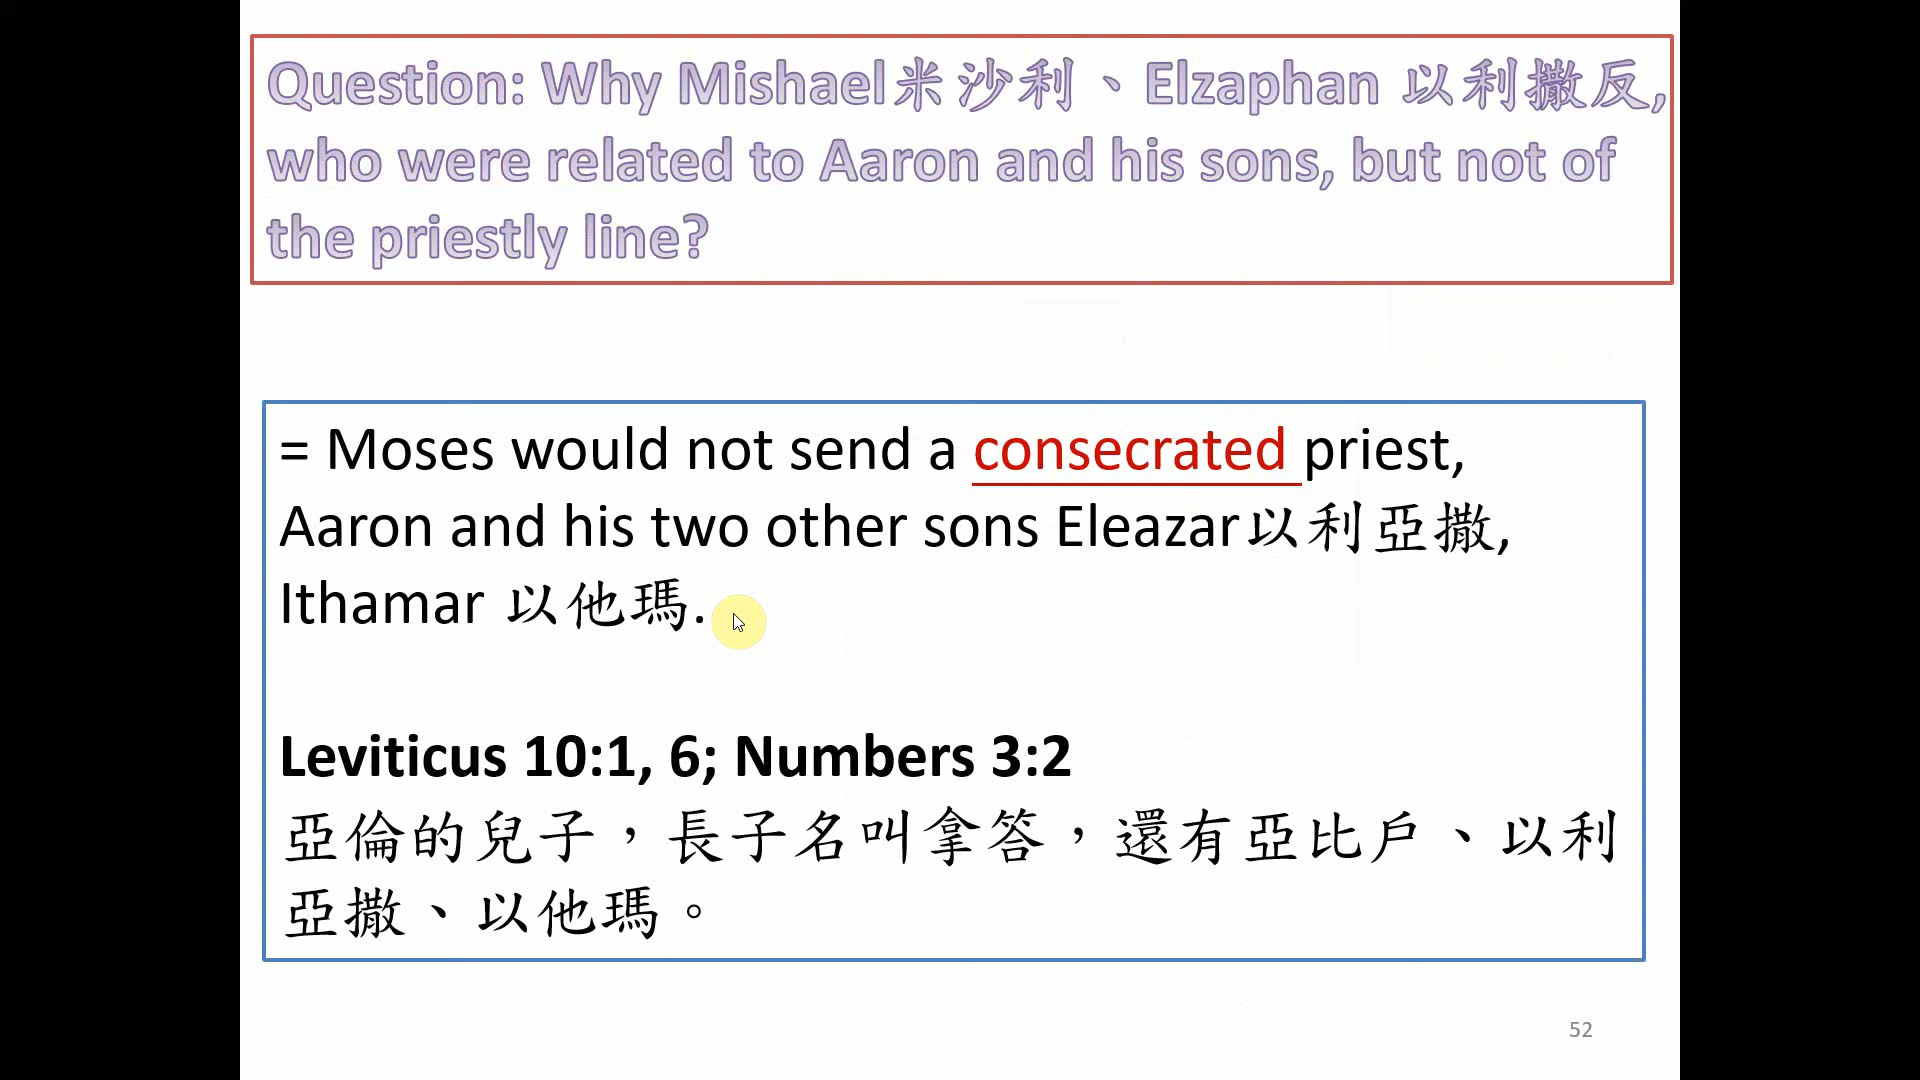 Question: Why Mishael米沙利、Elzaphan 以利撒反,
who were related to Aaron and his sons, but not of
the priestly line?
= Moses would not send a consecrated priest,
Aaron and his two other sons Eleazar以利亞撒,
Ithamar 以他瑪.
Leviticus 10:1, 6; Numbers 3:2
亞倫的兒子，長子名叫拿答，還有亞比戶、以利
亞撒、以他瑪。
52